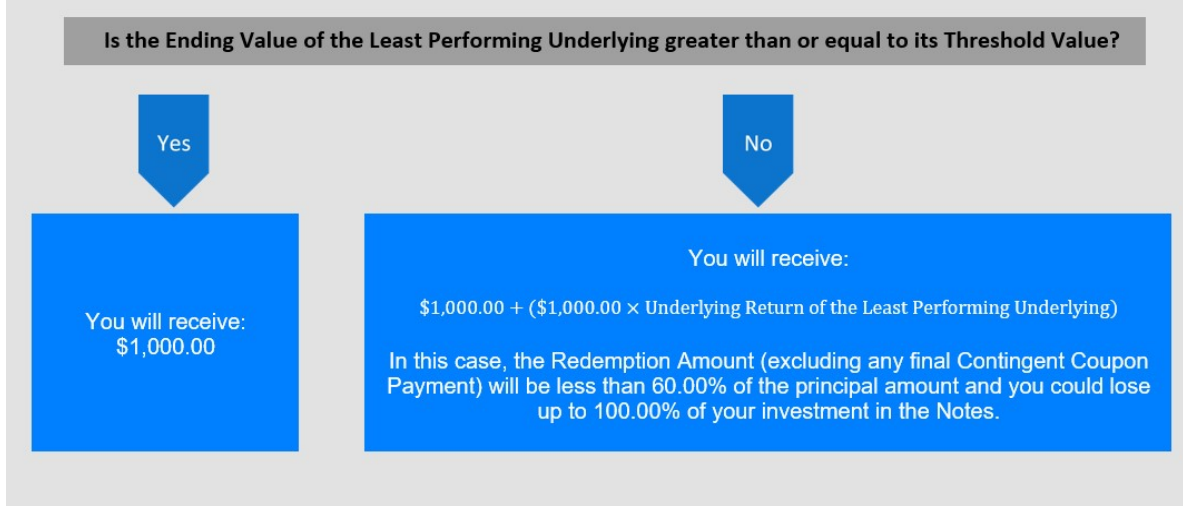 Is the Ending Value of the Least Performing Underlying greater than or equal to its Threshold Value?
Yes
No
You will receive:
$1,000.00
You will receive:
$1,000.00 + ($1,000.00 × Underlying Return of the Least Performing Underlying)
In this case, the Redemption Amount (excluding any final Contingent Coupon
Payment) will be less than 60.00% of the principal amount and you could lose
up to 100.00% of your investment in the Notes.